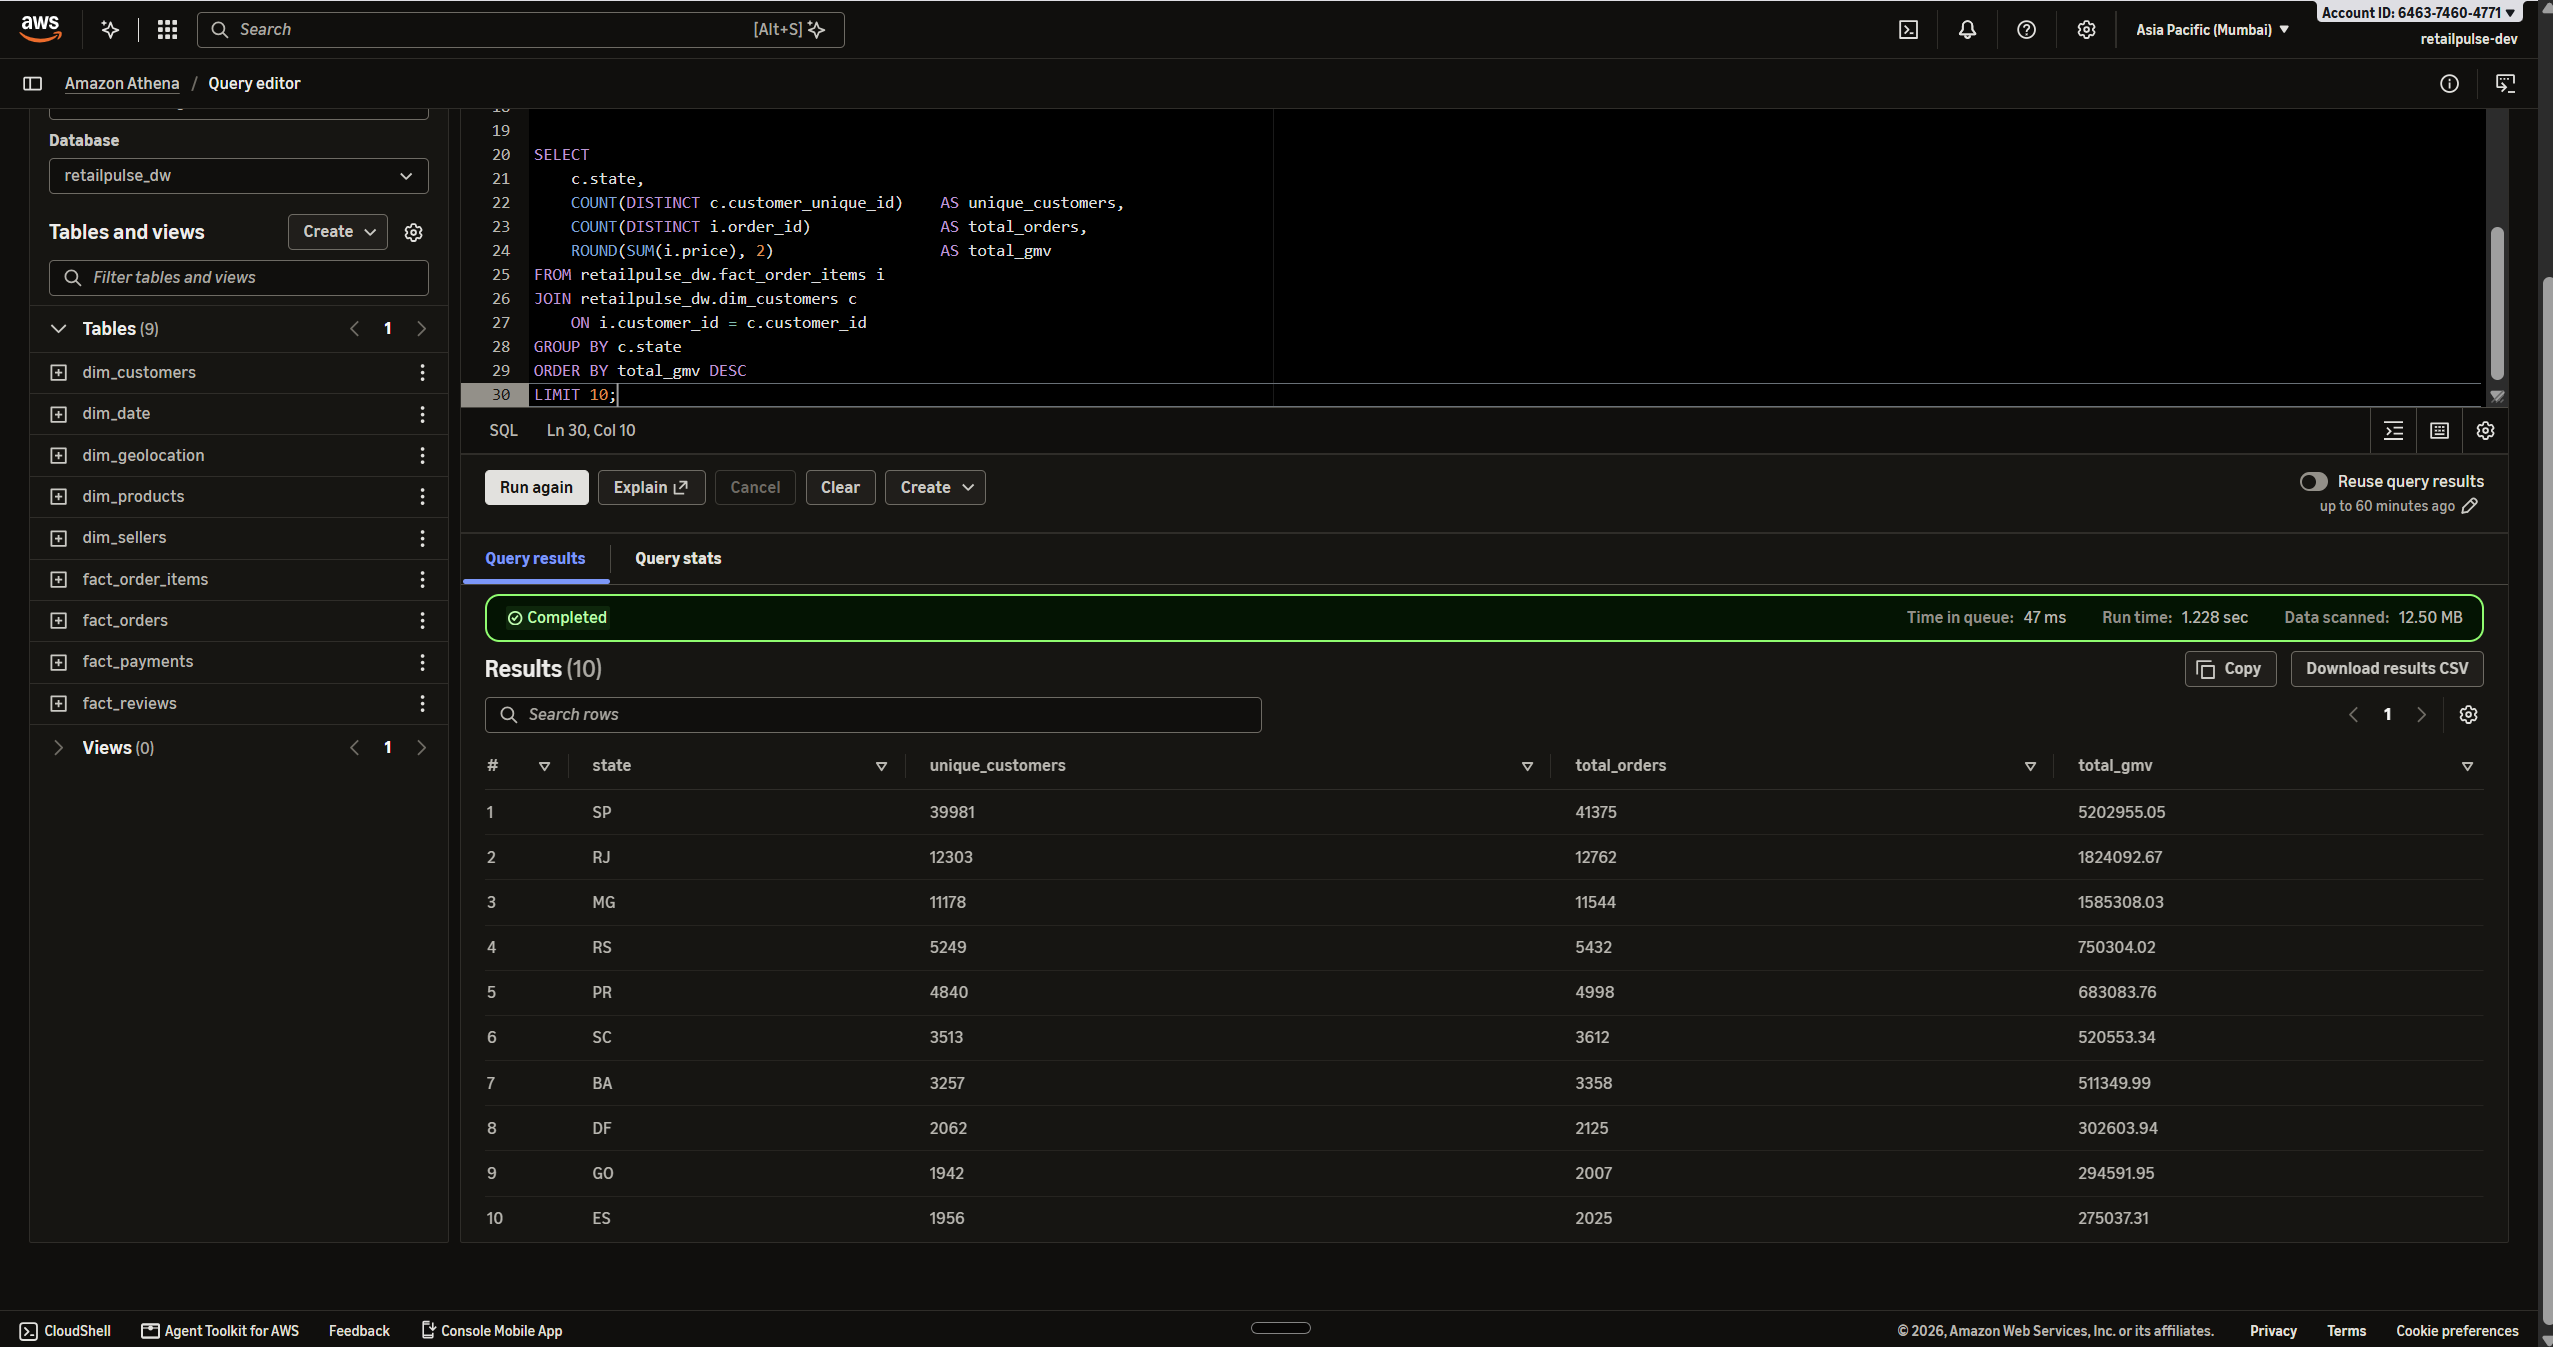 aws
Search [Alt+S]
Asia Pacific (Mumbai)
Account ID: 6463-7460-4771
retailpulse-dev
Amazon Athena / Query editor
Database
retailpulse_dw
Tables and views
Create
Filter tables and views
Tables (9) 1
dim_customers
dim_date
dim_geolocation
dim_products
dim_sellers
fact_order_items
fact_orders
fact_payments
fact_reviews
Views (0) 1
19
20 SELECT
21 c.state,
22 COUNT(DISTINCT c.customer_unique_id) AS unique_customers,
23 COUNT(DISTINCT i.order_id) AS total_orders,
24 ROUND(SUM(i.price), 2) AS total_gmv
25 FROM retailpulse_dw.fact_order_items i
26 JOIN retailpulse_dw.dim_customers c
27 ON i.customer_id = c.customer_id
28 GROUP BY c.state
29 ORDER BY total_gmv DESC
30 LIMIT 10;
SQL Ln 30, Col 10
Run again Explain Cancel Clear Create
Reuse query results
up to 60 minutes ago
Query results Query stats
Completed Time in queue: 47 ms Run time: 1.228 sec Data scanned: 12.50 MB
Results (10) Copy Download results CSV
Search rows 1
# state unique_customers total_orders total_gmv
1 SP 39981 41375 5202955.05
2 RJ 12303 12762 1824092.67
3 MG 11178 11544 1585308.03
4 RS 5249 5432 750304.02
5 PR 4840 4998 683083.76
6 SC 3513 3612 520553.34
7 BA 3257 3358 511349.99
8 DF 2062 2125 302603.94
9 GO 1942 2007 294591.95
10 ES 1956 2025 275037.31
CloudShell Agent Toolkit for AWS Feedback Console Mobile App
© 2026, Amazon Web Services, Inc. or its affiliates. Privacy Terms Cookie preferences